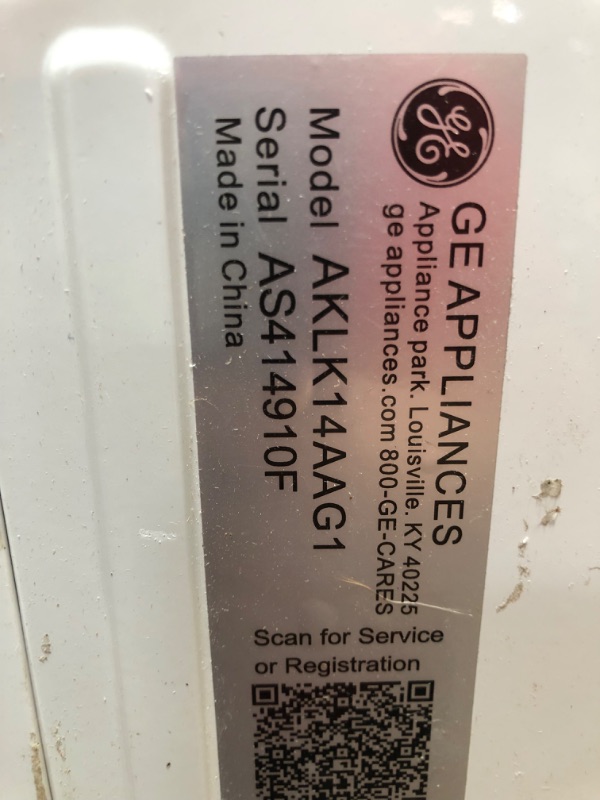 GE
GE APPLIANCES
Appliance park. Louisville. KY 40225
ge appliances.com 800-GE-CARES
Model AKLK14AAG1
Serial AS414910F
Made in China
Scan for Service
or Registration